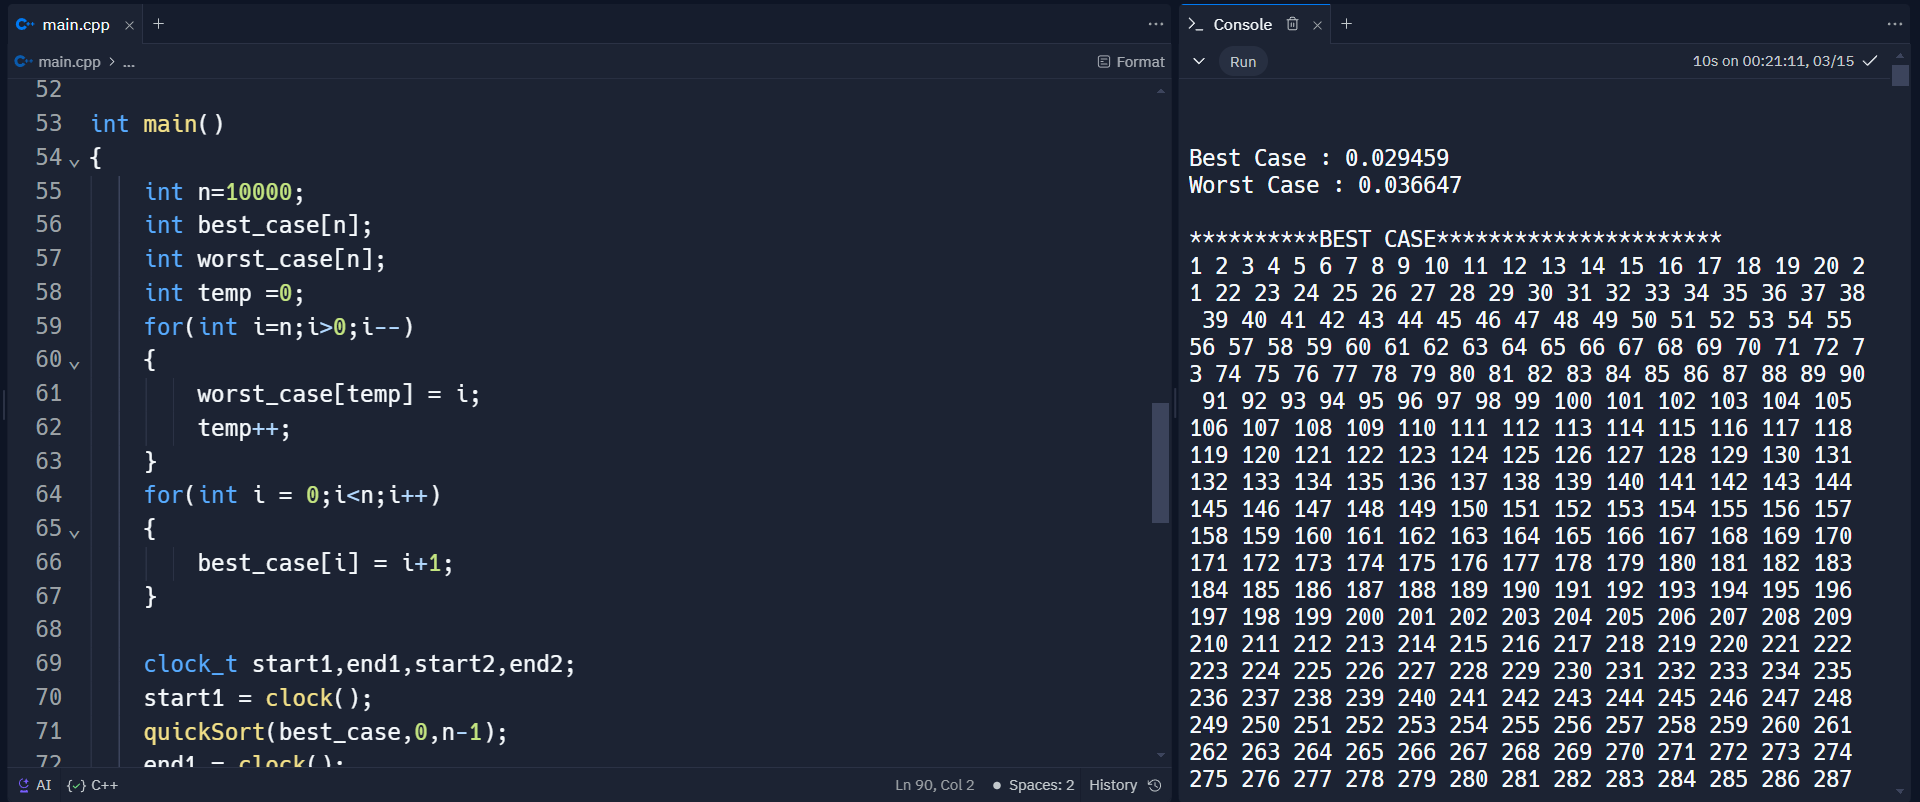 main.cpp
main.cpp > ...
Format
52
53 int main()
54 {
55 int n=10000;
56 int best_case[n];
57 int worst_case[n];
58 int temp =0;
59 for(int i=n;i>0;i--)
60 {
61 worst_case[temp] = i;
62 temp++;
63 }
64 for(int i = 0;i<n;i++)
65 {
66 best_case[i] = i+1;
67 }
68
69 clock_t start1,end1,start2,end2;
70 start1 = clock();
71 quickSort(best_case,0,n-1);
72 end1 = clock();
AI {✓} C++ Ln 90, Col 2 ● Spaces: 2 History
Console
Run 10s on 00:21:11, 03/15
Best Case : 0.029459
Worst Case : 0.036647
**********BEST CASE**********************
1 2 3 4 5 6 7 8 9 10 11 12 13 14 15 16 17 18 19 20 2
1 22 23 24 25 26 27 28 29 30 31 32 33 34 35 36 37 38
39 40 41 42 43 44 45 46 47 48 49 50 51 52 53 54 55
56 57 58 59 60 61 62 63 64 65 66 67 68 69 70 71 72 7
3 74 75 76 77 78 79 80 81 82 83 84 85 86 87 88 89 90
91 92 93 94 95 96 97 98 99 100 101 102 103 104 105
106 107 108 109 110 111 112 113 114 115 116 117 118
119 120 121 122 123 124 125 126 127 128 129 130 131
132 133 134 135 136 137 138 139 140 141 142 143 144
145 146 147 148 149 150 151 152 153 154 155 156 157
158 159 160 161 162 163 164 165 166 167 168 169 170
171 172 173 174 175 176 177 178 179 180 181 182 183
184 185 186 187 188 189 190 191 192 193 194 195 196
197 198 199 200 201 202 203 204 205 206 207 208 209
210 211 212 213 214 215 216 217 218 219 220 221 222
223 224 225 226 227 228 229 230 231 232 233 234 235
236 237 238 239 240 241 242 243 244 245 246 247 248
249 250 251 252 253 254 255 256 257 258 259 260 261
262 263 264 265 266 267 268 269 270 271 272 273 274
275 276 277 278 279 280 281 282 283 284 285 286 287